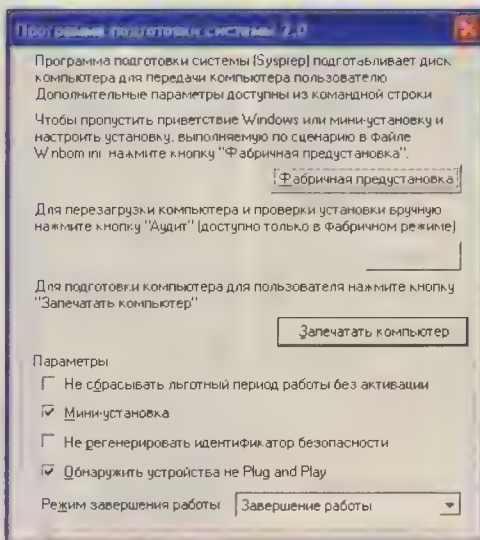 Программа подготовки системы 2.0
Программа подготовки системы (Sysprep) подготавливает диск
компьютера для передачи компьютера пользователю
Дополнительные параметры доступны из командной строки
Чтобы пропустить приветствие Windows или мини-установку и
настроить установку, выполняемую по сценарию в файле
Winbom ini нажмите кнопку "Фабричная предустановка".
Фабричная предустановка
Для перезагрузки компьютера и проверки установки вручную
нажмите кнопку "Аудит" (доступно только в фабричном режиме)
Для подготовки компьютера для пользователя нажмите кнопку
"Запечатать компьютер"
Запечатать компьютер
Параметры
Не сбрасывать льготный период работы без активации
Мини-установка
Не регенерировать идентификатор безопасности
Обнаружить устройства не Plug and Play
Режим завершения работы Завершение работы